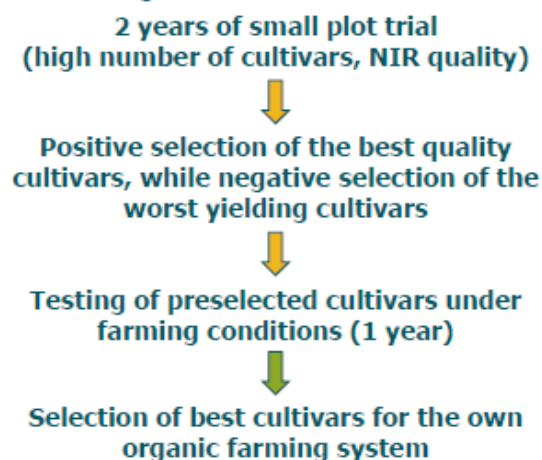 2 years of small plot trial
(high number of cultivars, NIR quality)
Positive selection of the best quality
cultivars, while negative selection of the
worst yielding cultivars
Testing of preselected cultivars under
farming conditions (1 year)
Selection of best cultivars for the own
organic farming system